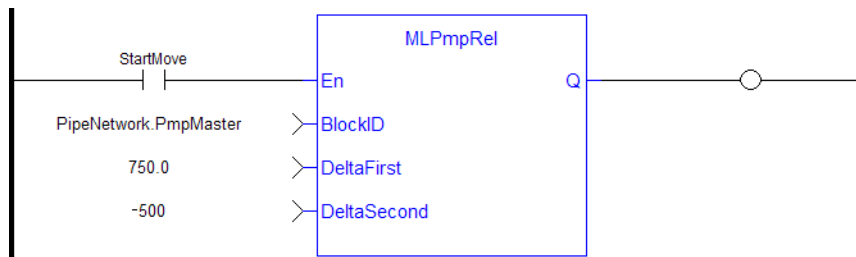 MLPmpRel
StartMove
En
Q
PipeNetwork.PmpMaster
BlockID
750.0
DeltaFirst
-500
DeltaSecond